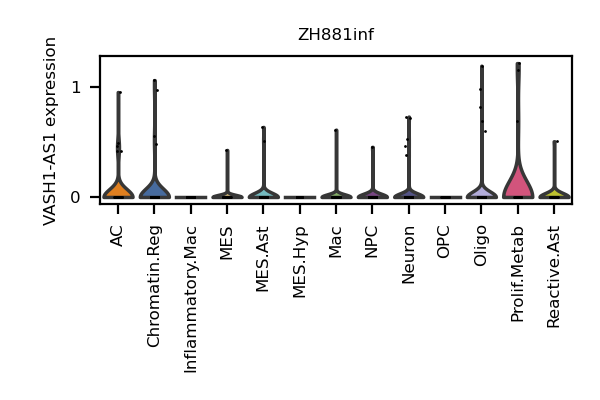 ZH881inf
VASH1-AS1 expression
1
0
AC
Chromatin.Reg
Inflammatory.Mac
MES
MES.Ast
MES.Hyp
Mac
NPC
Neuron
OPC
Oligo
Prolif.Metab
Reactive.Ast